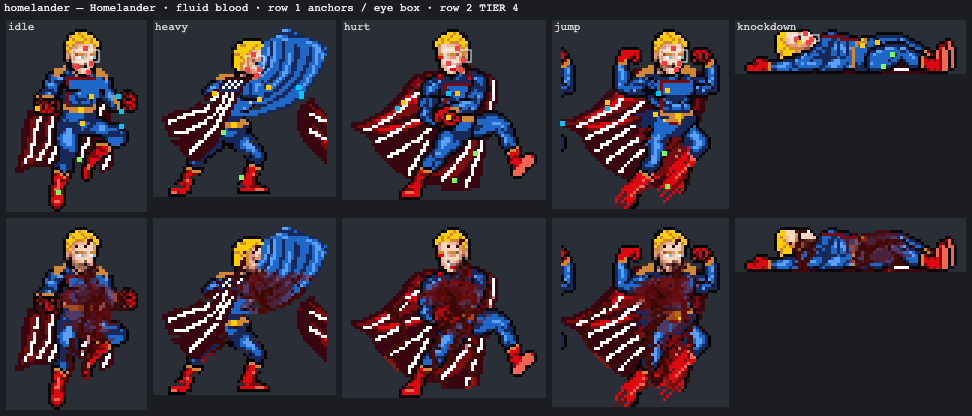 homelander — Homelander · fluid blood · row 1 anchors / eye box · row 2 TIER 4
idle
heavy
hurt
jump
knockdown